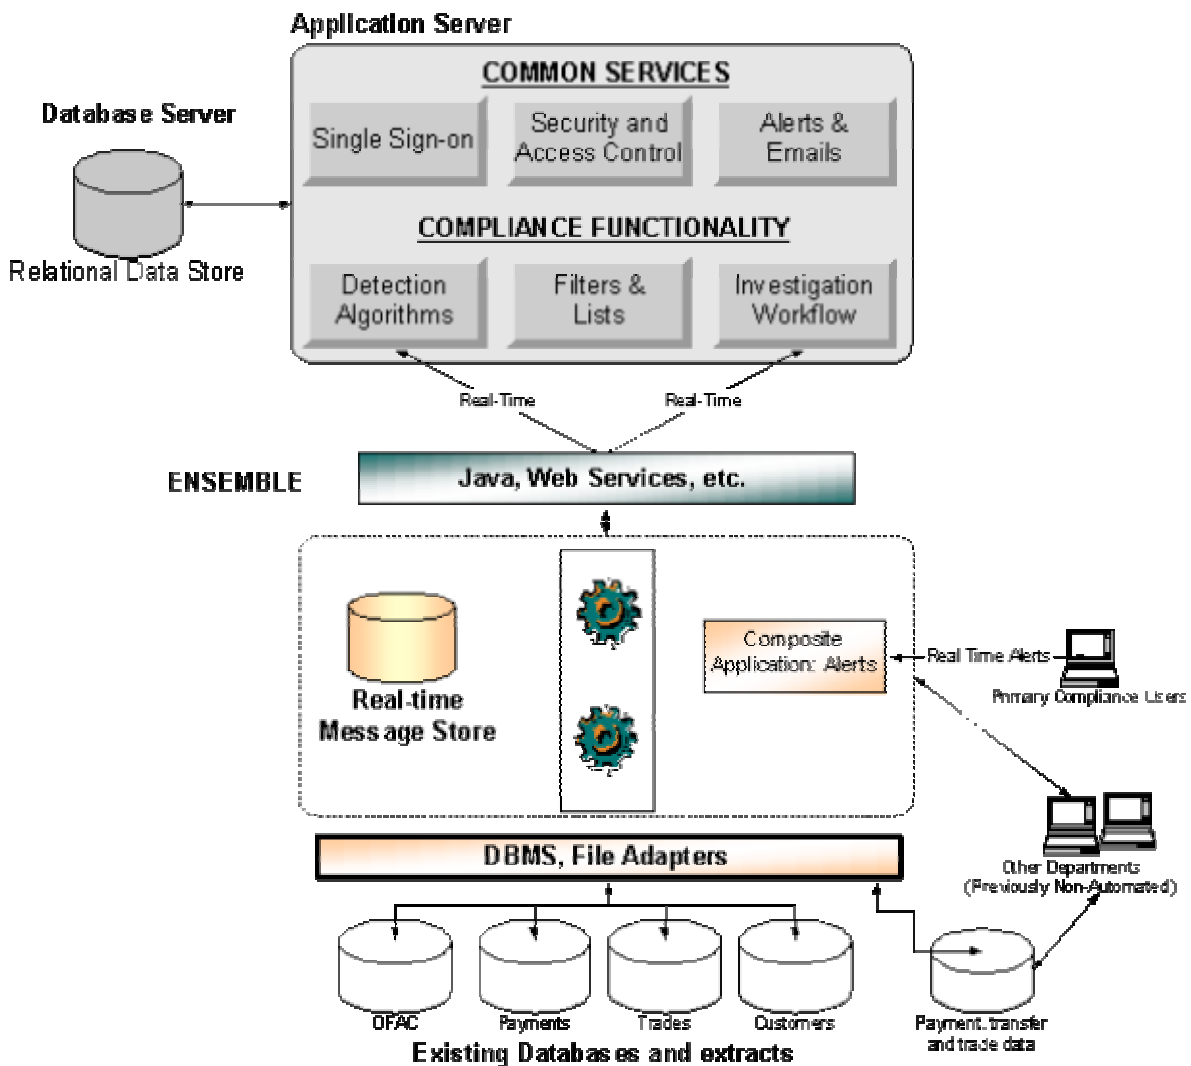 Application Server
COMMON SERVICES
Database Server
Single Sign-on
Security and
Access Control
Alerts &
Emails
COMPLIANCE FUNCTIONALITY
Relational Data Store
Detection
Algorithms
Filters &
Lists
Investigation
Workflow
Real-Time
Real-Time
ENSEMBLE
Java, Web Services, etc.
Real-time
Message Store
Composite
Application: Alerts
Real Time Alerts
Primary Compliance Users
DBMS, File Adapters
Other Departments
(Previously Non-Automated)
OFAC
Payments
Trades
Customers
Payment, transfer
and trade data
Existing Databases and extracts